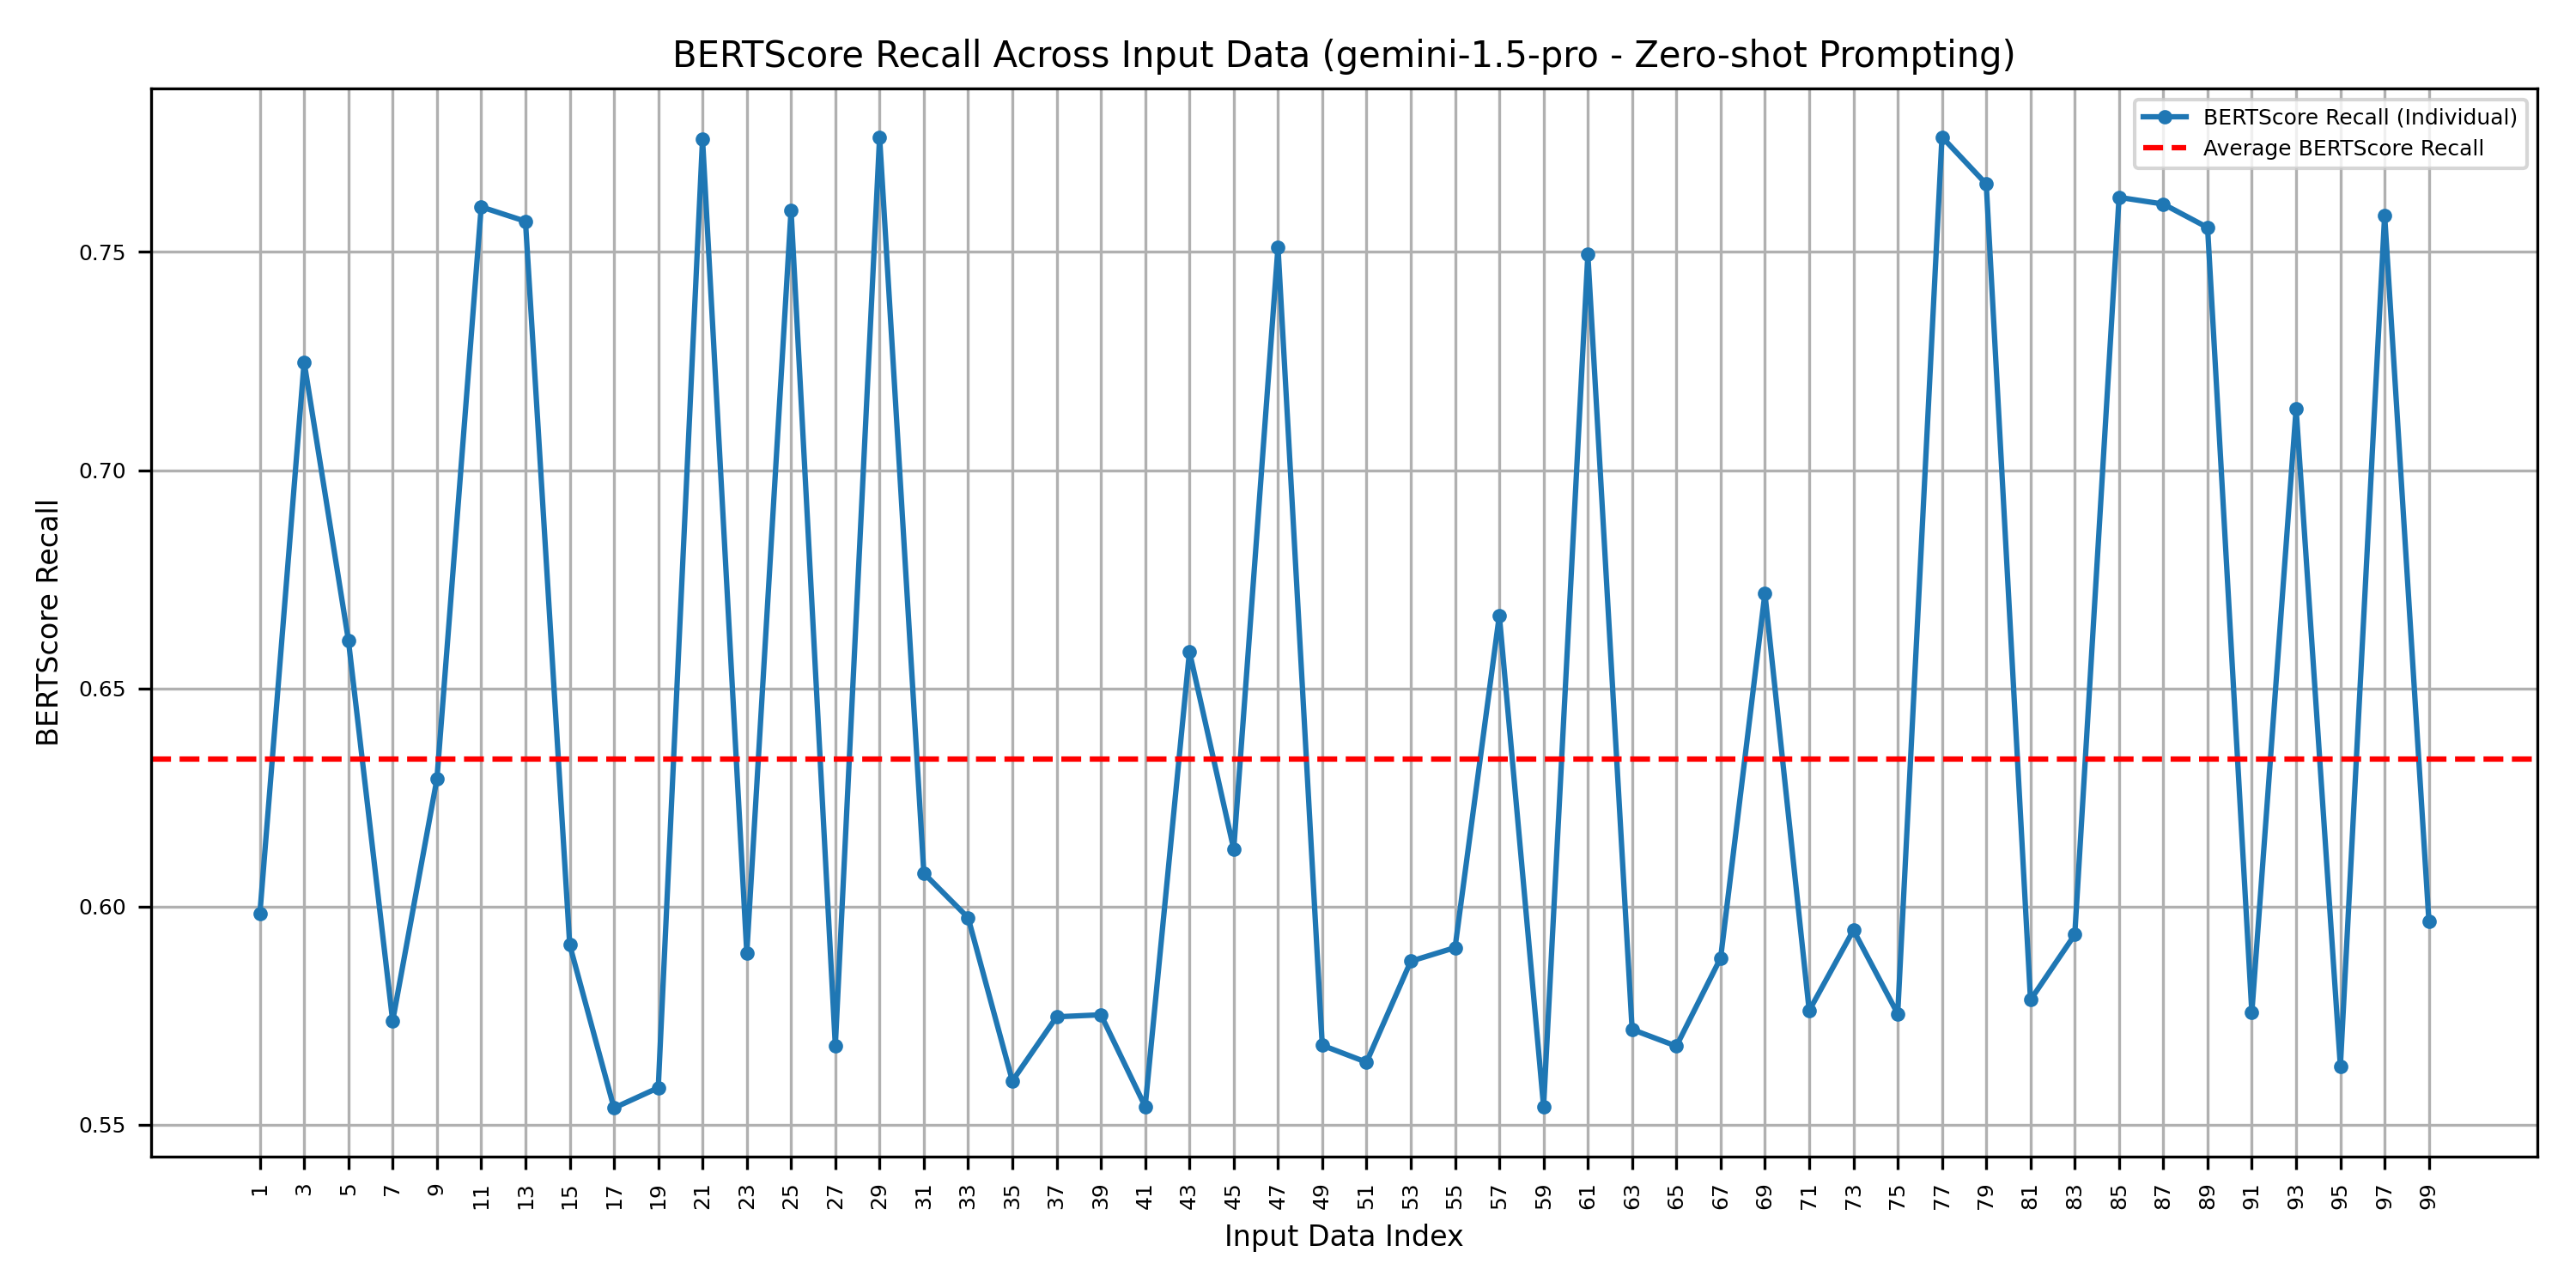 BERTScore Recall Across Input Data (gemini-1.5-pro - Zero-shot Prompting)
BERTScore Recall (Individual)
Average BERTScore Recall
BERTScore Recall
0.75
0.70
0.65
0.60
0.55
1 3 5 7 9 11 13 15 17 19 21 23 25 27 29 31 33 35 37 39 41 43 45 47 49 51 53 55 57 59 61 63 65 67 69 71 73 75 77 79 81 83 85 87 89 91 93 95 97 99
Input Data Index